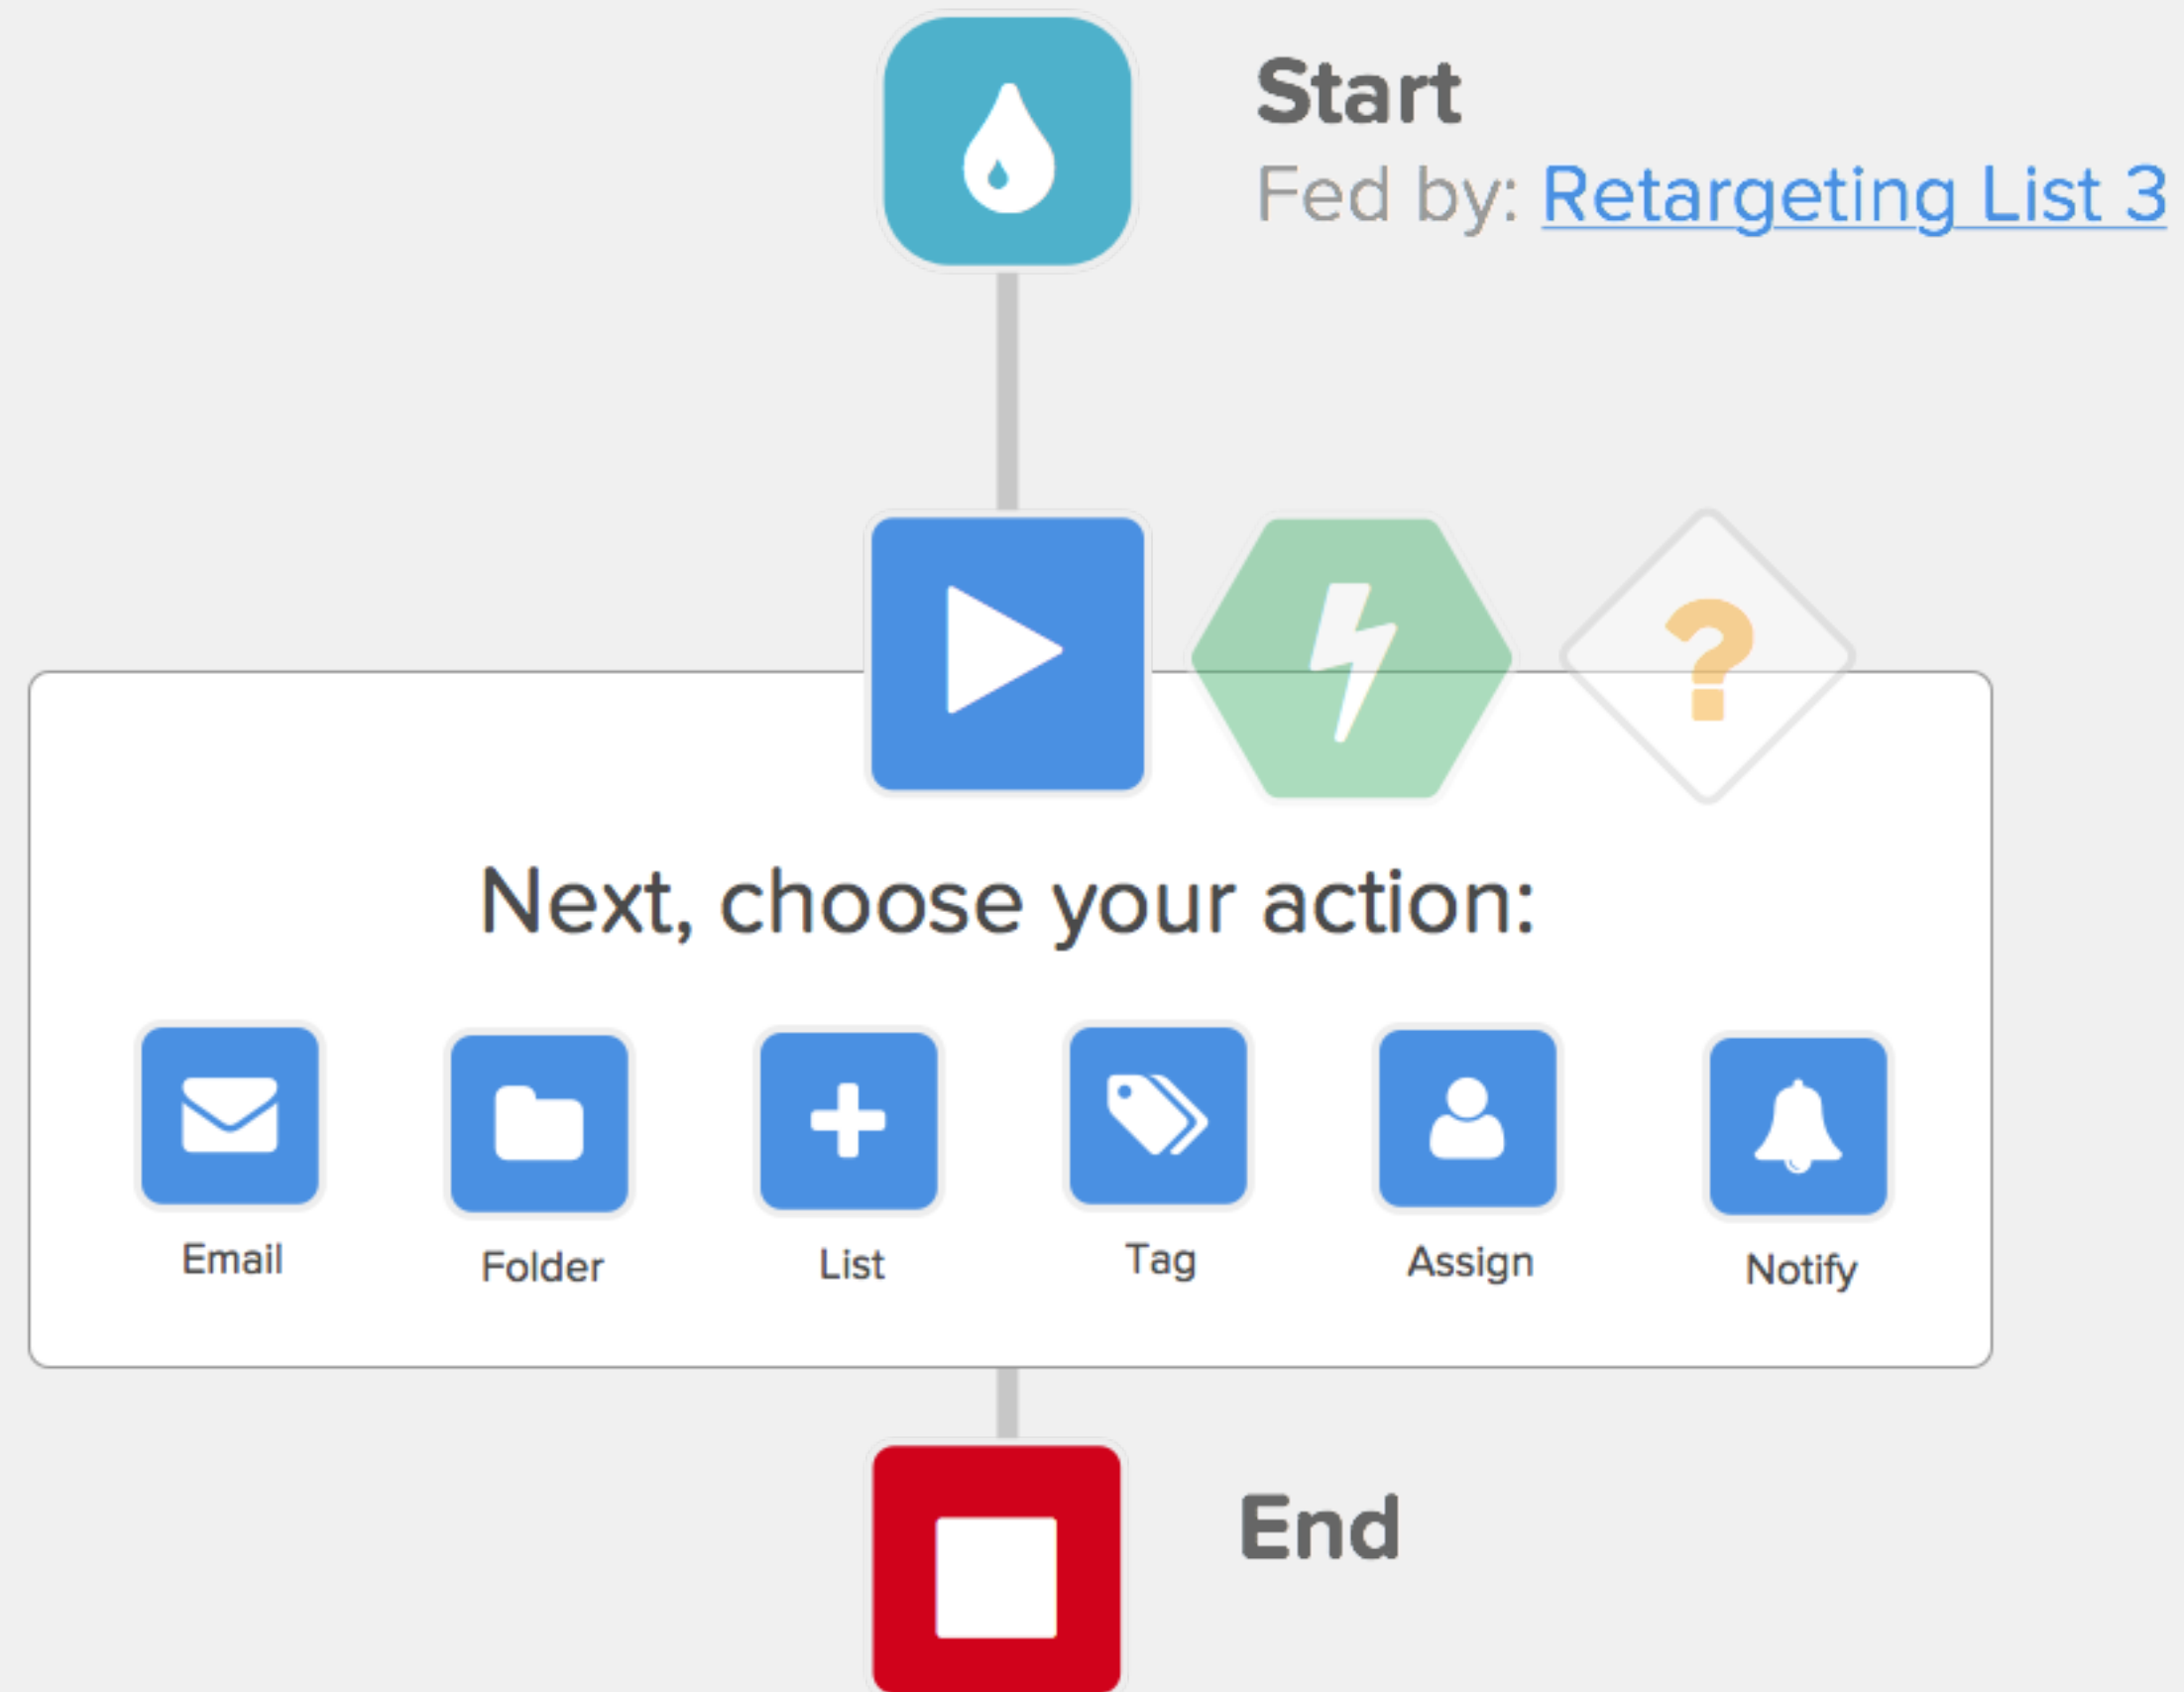 Start
Fed by: Retargeting List 3
?
Next, choose your action:
Email Folder List Tag Assign Notify
End